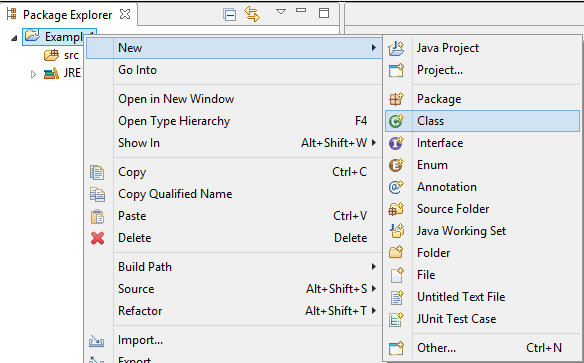 Package Explorer
Example1
src
JRE
New
Go Into
Open in New Window
Open Type Hierarchy F4
Show In Alt+Shift+W
Copy Ctrl+C
Copy Qualified Name
Paste Ctrl+V
Delete Delete
Build Path
Source Alt+Shift+S
Refactor Alt+Shift+T
Import...
Export
Java Project
Project...
Package
Class
Interface
Enum
Annotation
Source Folder
Java Working Set
Folder
File
Untitled Text File
JUnit Test Case
Other... Ctrl+N